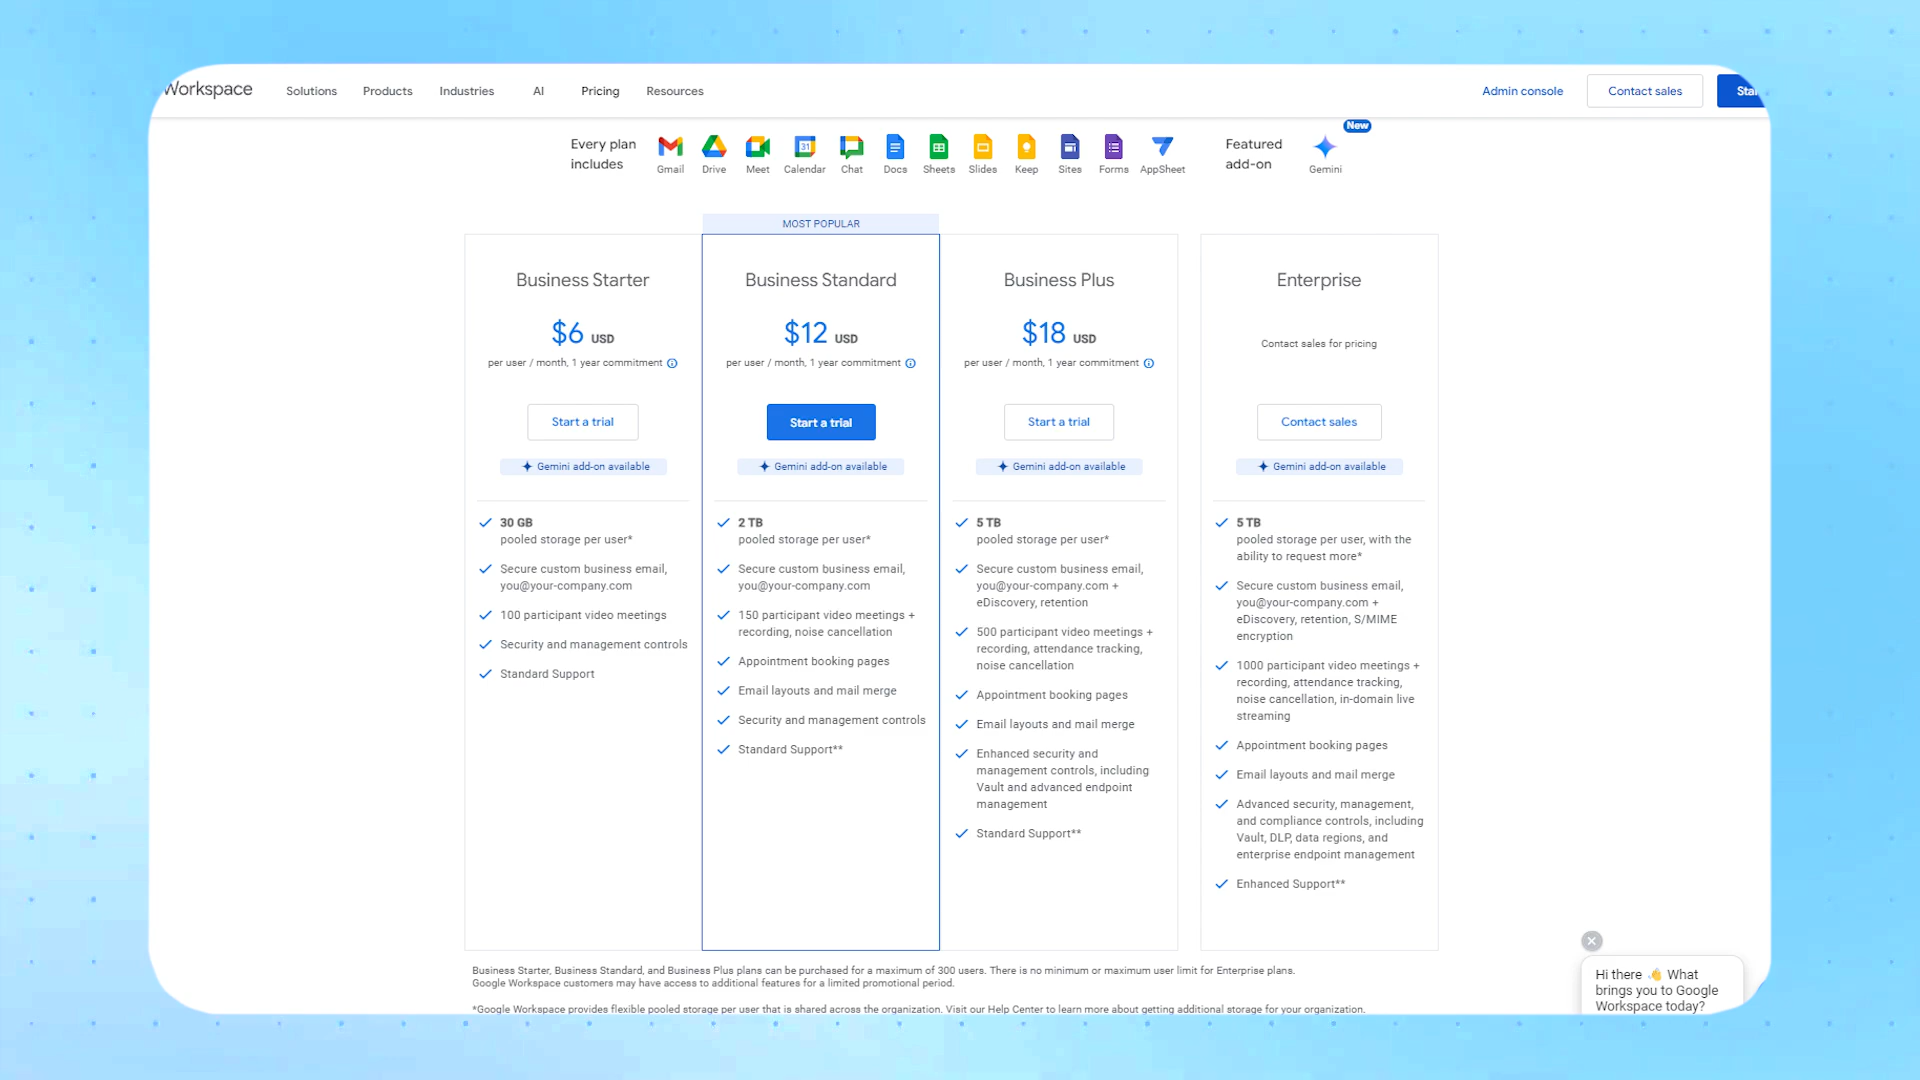 Workspace
Solutions
Products
Industries
AI
Pricing
Resources
Admin console
Contact sales
Every plan
includes
Gmail
Drive
31
Meet
Calendar
Chat
Docs
Sheets
Slides
Keep
Sites
Forms
AppSheet
Featured
add-on
New
Gemini
MOST POPULAR
Business Starter
$6 USD
per user / month, 1 year commitment
Start a trial
Gemini add-on available
30 GB
pooled storage per user*
Secure custom business email,
you@your-company.com
100 participant video meetings
Security and management controls
Standard Support
Business Standard
$12 USD
per user / month, 1 year commitment
Start a trial
Gemini add-on available
2 TB
pooled storage per user*
Secure custom business email,
you@your-company.com
150 participant video meetings +
recording, noise cancellation
Appointment booking pages
Email layouts and mail merge
Security and management controls
Standard Support**
Business Plus
$18 USD
per user / month, 1 year commitment
Start a trial
Gemini add-on available
5 TB
pooled storage per user*
Secure custom business email,
you@your-company.com +
eDiscovery, retention
500 participant video meetings +
recording, attendance tracking,
noise cancellation
Appointment booking pages
Email layouts and mail merge
Enhanced security and
management controls, including
Vault and advanced endpoint
management
Standard Support**
Enterprise
Contact sales for pricing
Contact sales
Gemini add-on available
5 TB
pooled storage per user, with the
ability to request more*
Secure custom business email,
you@your-company.com +
eDiscovery, retention, S/MIME
encryption
1000 participant video meetings +
recording, attendance tracking,
noise cancellation, in-domain live
streaming
Appointment booking pages
Email layouts and mail merge
Advanced security, management,
and compliance controls, including
Vault, DLP, data regions, and
enterprise endpoint management
Enhanced Support**
Business Starter, Business Standard, and Business Plus plans can be purchased for a maximum of 300 users. There is no minimum or maximum user limit for Enterprise plans.
Google Workspace customers may have access to additional features for a limited promotional period.
*Google Workspace provides flexible pooled storage per user that is shared across the organization. Visit our Help Center to learn more about getting additional storage for your organization.
Hi there 👋 What
brings you to Google
Workspace today?